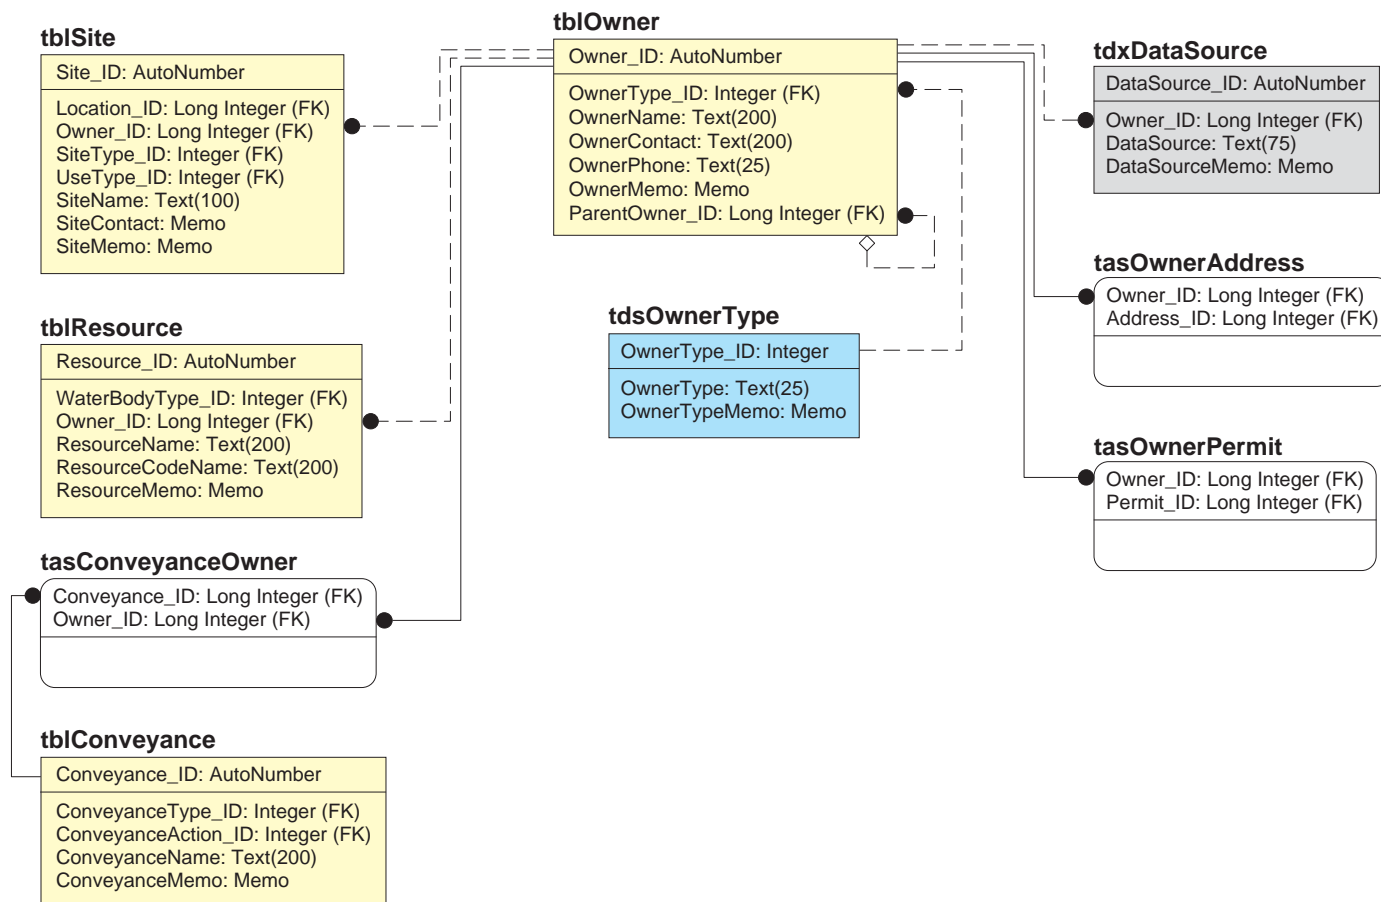 tblSite
Site_ID: AutoNumber
Location_ID: Long Integer (FK)
Owner_ID: Long Integer (FK)
SiteType_ID: Integer (FK)
UseType_ID: Integer (FK)
SiteName: Text(100)
SiteContact: Memo
SiteMemo: Memo
tblResource
Resource_ID: AutoNumber
WaterBodyType_ID: Integer (FK)
Owner_ID: Long Integer (FK)
ResourceName: Text(200)
ResourceCodeName: Text(200)
ResourceMemo: Memo
tasConveyanceOwner
Conveyance_ID: Long Integer (FK)
Owner_ID: Long Integer (FK)
tblConveyance
Conveyance_ID: AutoNumber
ConveyanceType_ID: Integer (FK)
ConveyanceAction_ID: Integer (FK)
ConveyanceName: Text(200)
ConveyanceMemo: Memo
tblOwner
Owner_ID: AutoNumber
OwnerType_ID: Integer (FK)
OwnerName: Text(200)
OwnerContact: Text(200)
OwnerPhone: Text(25)
OwnerMemo: Memo
ParentOwner_ID: Long Integer (FK)
tdsOwnerType
OwnerType_ID: Integer
OwnerType: Text(25)
OwnerTypeMemo: Memo
tdxDataSource
DataSource_ID: AutoNumber
Owner_ID: Long Integer (FK)
DataSource: Text(75)
DataSourceMemo: Memo
tasOwnerAddress
Owner_ID: Long Integer (FK)
Address_ID: Long Integer (FK)
tasOwnerPermit
Owner_ID: Long Integer (FK)
Permit_ID: Long Integer (FK)